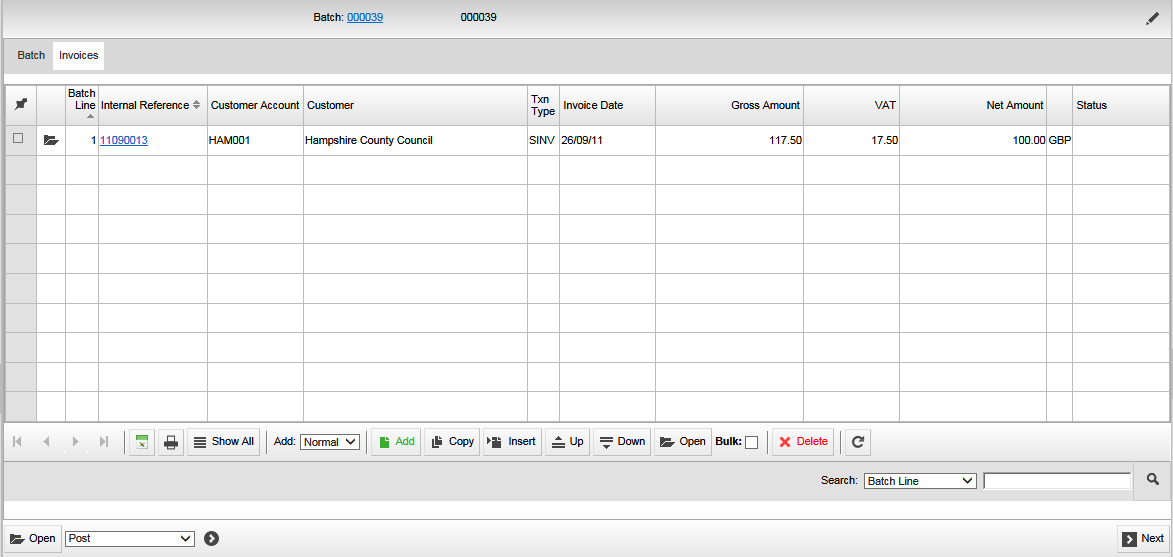 Batch: 000039 000039
Batch Invoices
Batch Line Internal Reference Customer Account Customer Txn Type Invoice Date Gross Amount VAT Net Amount Status
1 11090013 HAM001 Hampshire County Council SINV 26/09/11 117.50 17.50 100.00 GBP
Show All Add: Normal Add Copy Insert Up Down Open Bulk: Delete
Search: Batch Line
Open Post Next